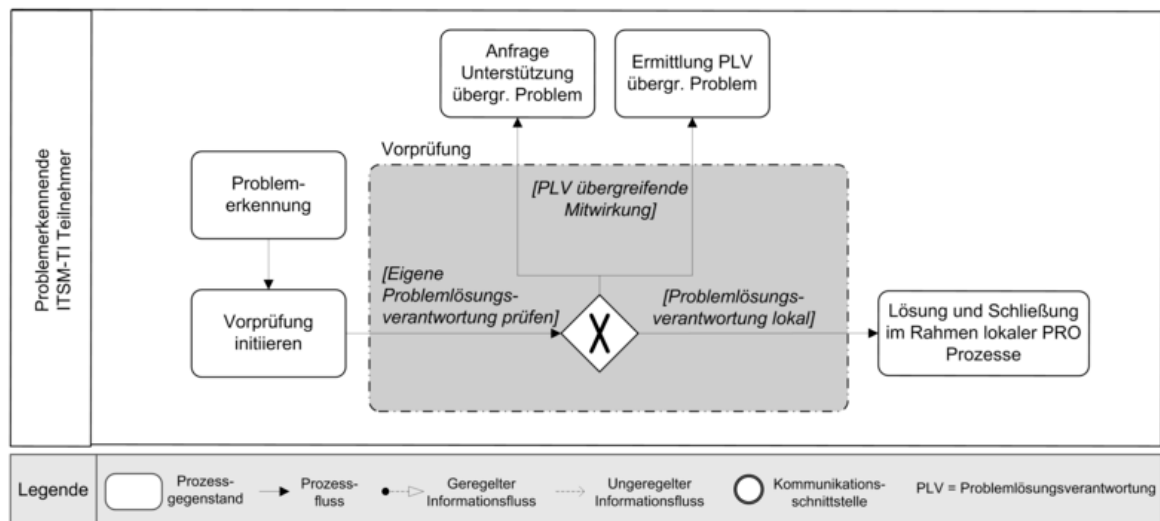 Problemerkennende
ITSM-TI Teilnehmer
Anfrage
Unterstützung
übergr. Problem
Ermittlung PLV
übergr. Problem
Vorprüfung
Problem-
erkennung
[PLV übergreifende
Mitwirkung]
[Eigene
Problemlösungs-
verantwortung prüfen]
[Problemlösungs-
verantwortung lokal]
Vorprüfung
initiieren
X
Lösung und Schließung
im Rahmen lokaler PRO
Prozesse
Legende
Prozess-
gegenstand
Prozess-
fluss
Geregelter
Informationsfluss
Ungeregelter
Informationsfluss
Kommunikations-
schnittstelle
PLV = Problemlösungsverantwortung